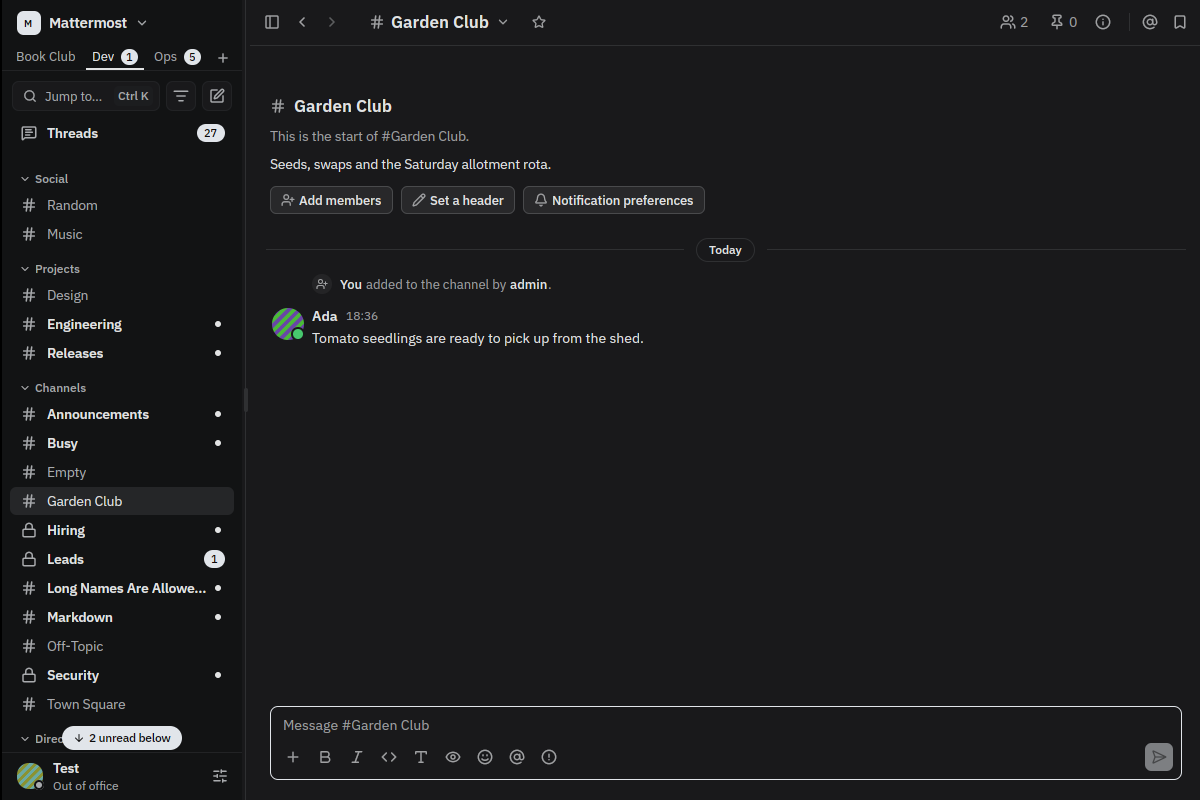 M Mattermost
Book Club Dev 1 Ops 5
Jump to... Ctrl K
Threads 27
Social
Random
Music
Projects
Design
Engineering
Releases
Channels
Announcements
Busy
Empty
Garden Club
Hiring
Leads 1
Long Names Are Allowe...
Markdown
Off-Topic
Security
Town Square
Direc
2 unread below
Test
Out of office
Garden Club
2 0
Garden Club
This is the start of #Garden Club.
Seeds, swaps and the Saturday allotment rota.
Add members Set a header Notification preferences
Today
You added to the channel by admin.
Ada 18:36
Tomato seedlings are ready to pick up from the shed.
Message #Garden Club